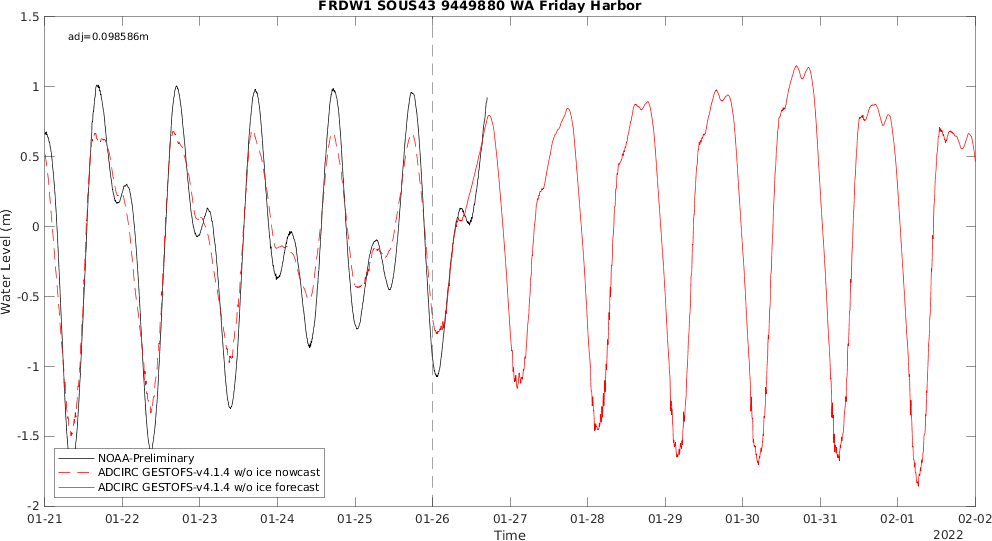 FRDW1 SOUS43 9449880 WA Friday Harbor
adj=0.098586m
Water Level (m)
1.5
1
0.5
0
-0.5
-1
-1.5
-2
NOAA-Preliminary
ADCIRC GESTOFS-v4.1.4 w/o ice nowcast
ADCIRC GESTOFS-v4.1.4 w/o ice forecast
01-21 01-22 01-23 01-24 01-25 01-26 01-27 01-28 01-29 01-30 01-31 02-01 02-02
Time
2022